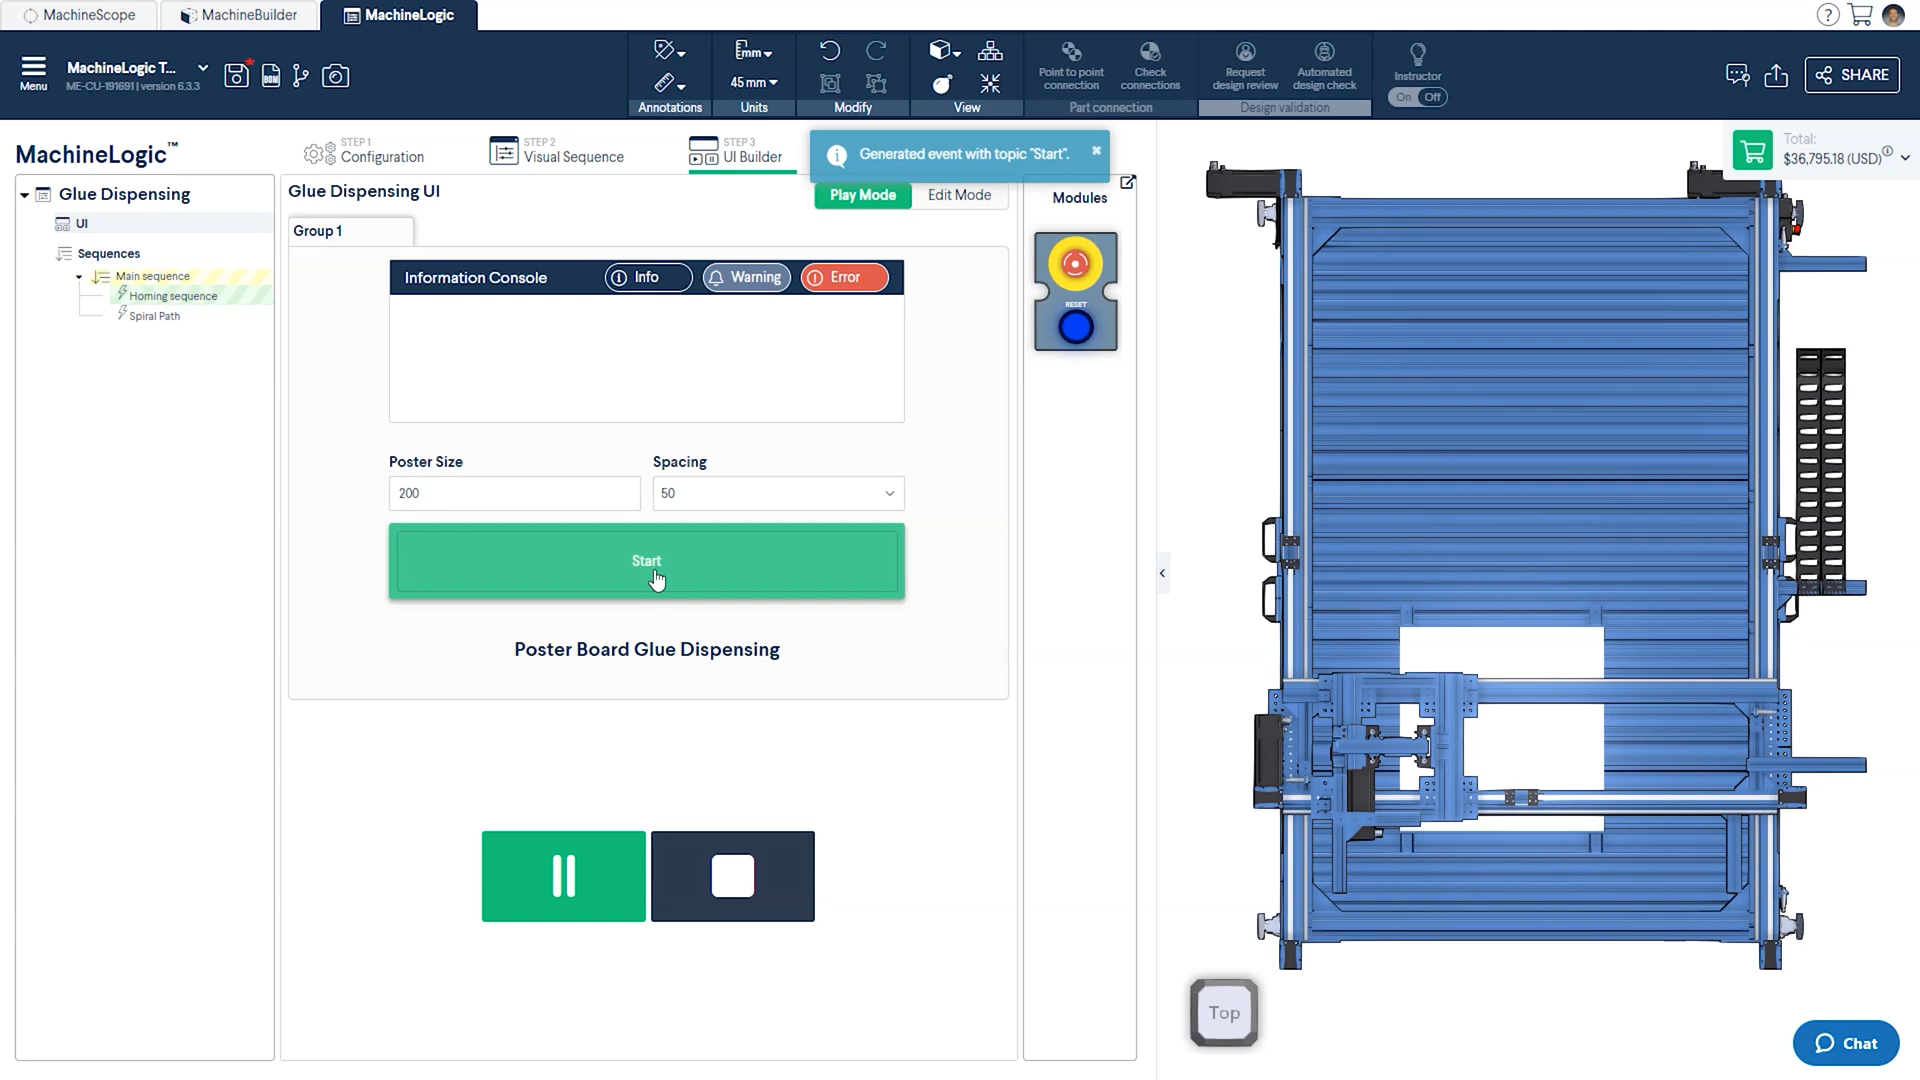 MachineScope
MachineBuilder
MachineLogic
Menu
MachineLogic T...
ME-CU-191691 | version 6.3.3
BOM
mm
45 mm
Annotations
Units
Modify
View
Point to point
connection
Check
connections
Part connection
Request
design review
Automated
design check
Design validation
Instructor
On Off
SHARE
MachineLogic™
STEP 1
Configuration
STEP 2
Visual Sequence
STEP 3
UI Builder
Generated event with topic "Start".
Total:
$36,795.18 (USD)
Glue Dispensing
UI
Sequences
Main sequence
Homing sequence
Spiral Path
Glue Dispensing UI
Play Mode
Edit Mode
Group 1
Information Console
Info
Warning
Error
Poster Size
Spacing
200
50
Start
Poster Board Glue Dispensing
Modules
RESET
Top
Chat